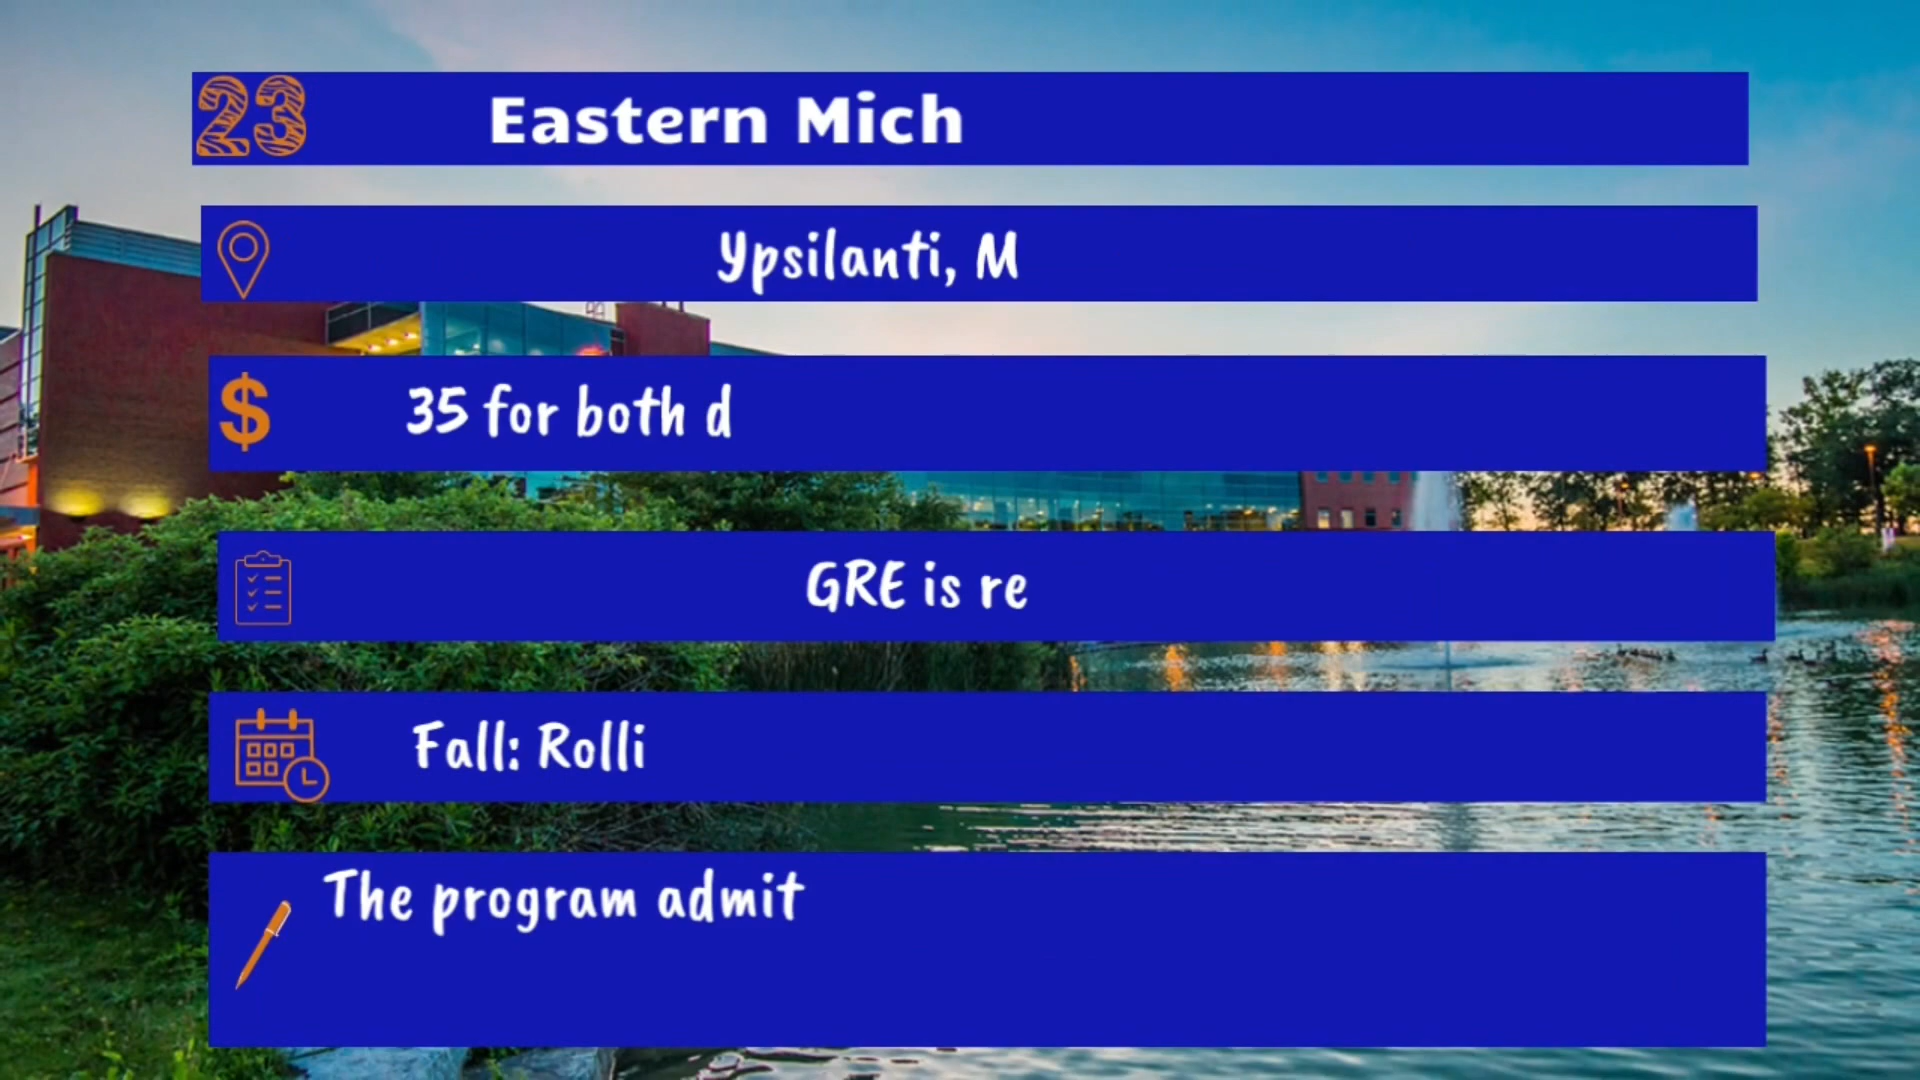 23 Eastern Mich
Ypsilanti, M
35 for both d
GRE is re
Fall: Rolli
The program admit